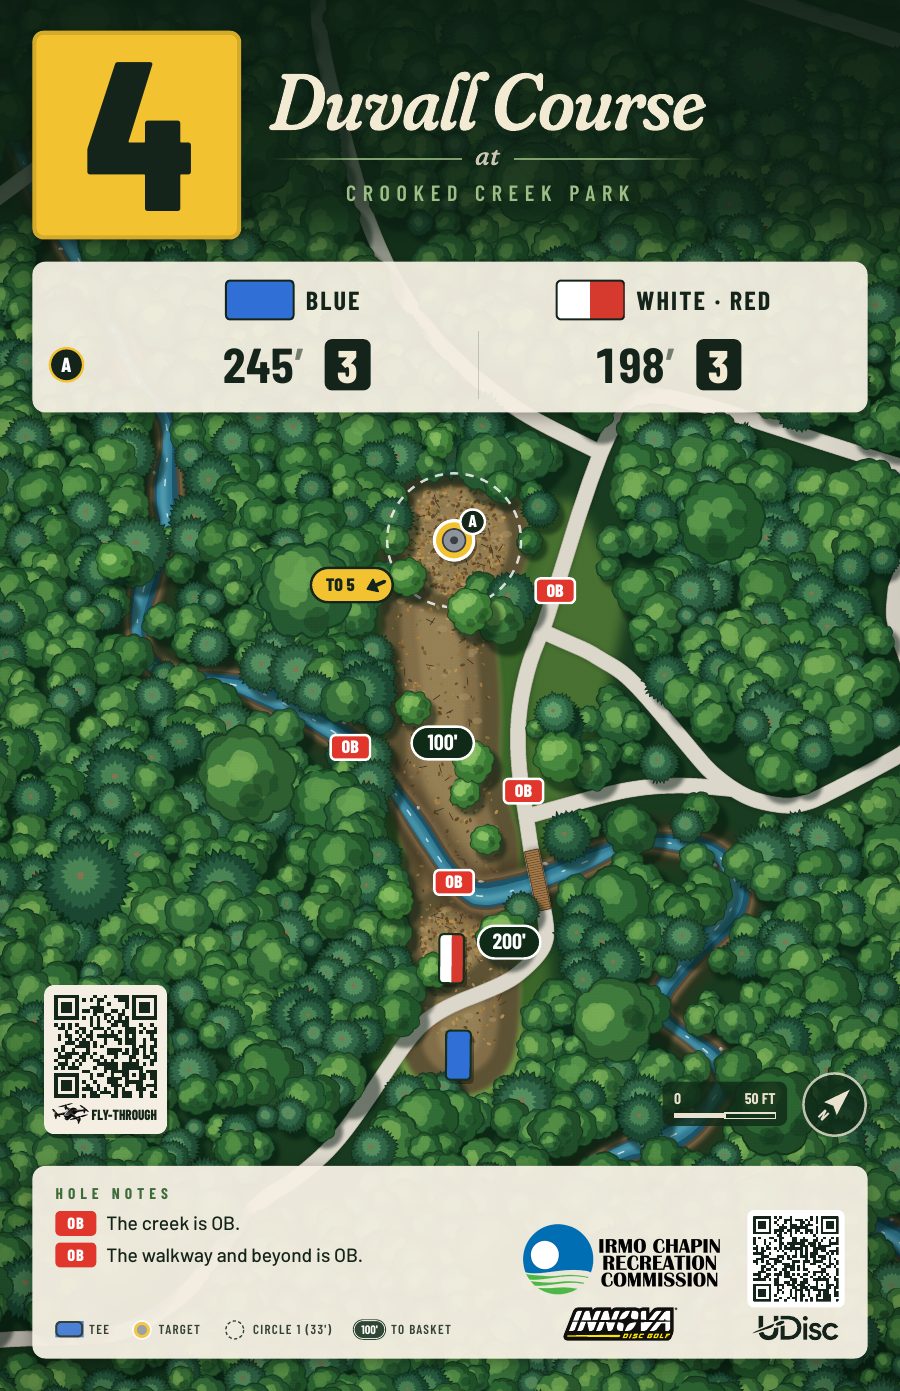 4
Duvall Course
at
CROOKED CREEK PARK
BLUE
WHITE · RED
A
245′ 3
198′ 3
A
TO 5
OB
100'
OB
OB
OB
200'
FLY-THROUGH
0 50 FT
N
HOLE NOTES
OB The creek is OB.
OB The walkway and beyond is OB.
TEE TARGET CIRCLE 1 (33') 100' TO BASKET
IRMO CHAPIN
RECREATION
COMMISSION
INNOVA
DISC GOLF
UDisc